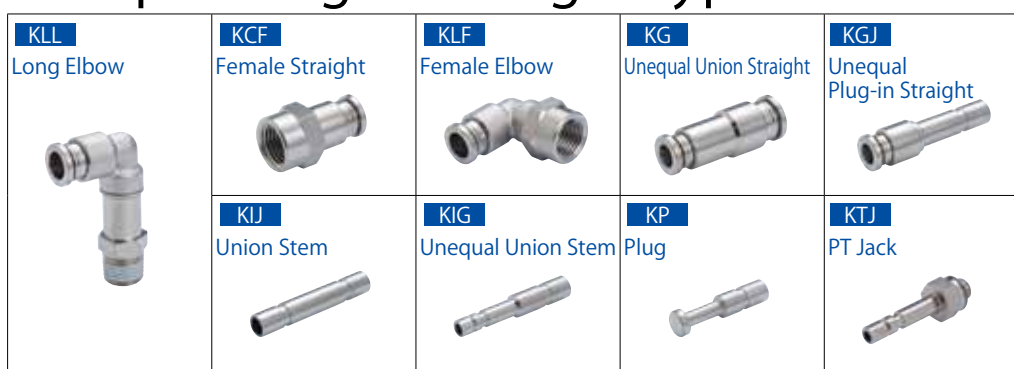 KLL
Long Elbow
KCF
Female Straight
KLF
Female Elbow
KG
Unequal Union Straight
KGJ
Unequal
Plug-in Straight
KIJ
Union Stem
KIG
Unequal Union Stem
KP
Plug
KTJ
PT Jack